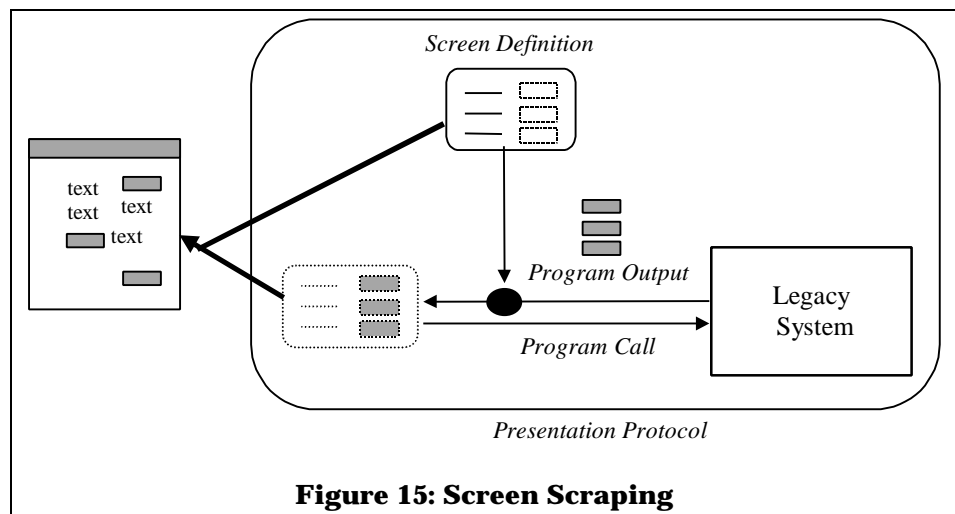 Screen Definition
text
text
text
text
Program Output
Legacy
System
Program Call
Presentation Protocol
Figure 15: Screen Scraping